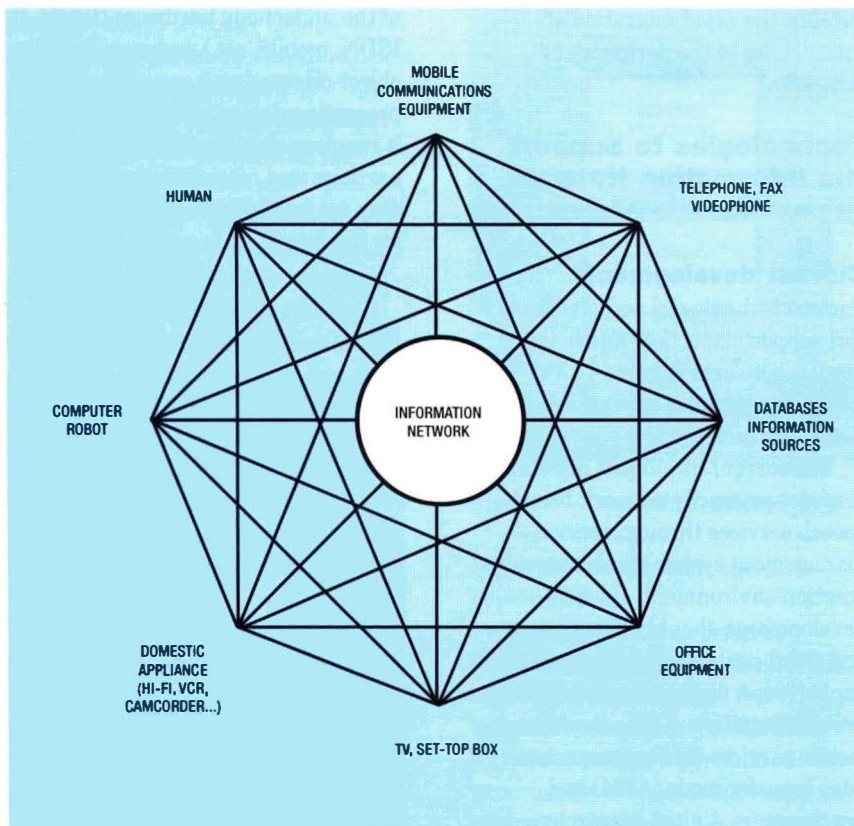 MOBILE
COMMUNICATIONS
EQUIPMENT
HUMAN
TELEPHONE, FAX
VIDEOPHONE
COMPUTER
ROBOT
INFORMATION
NETWORK
DATABASES
INFORMATION
SOURCES
DOMESTIC
APPLIANCE
(HI-FI, VCR,
CAMCORDER...)
OFFICE
EQUIPMENT
TV, SET-TOP BOX